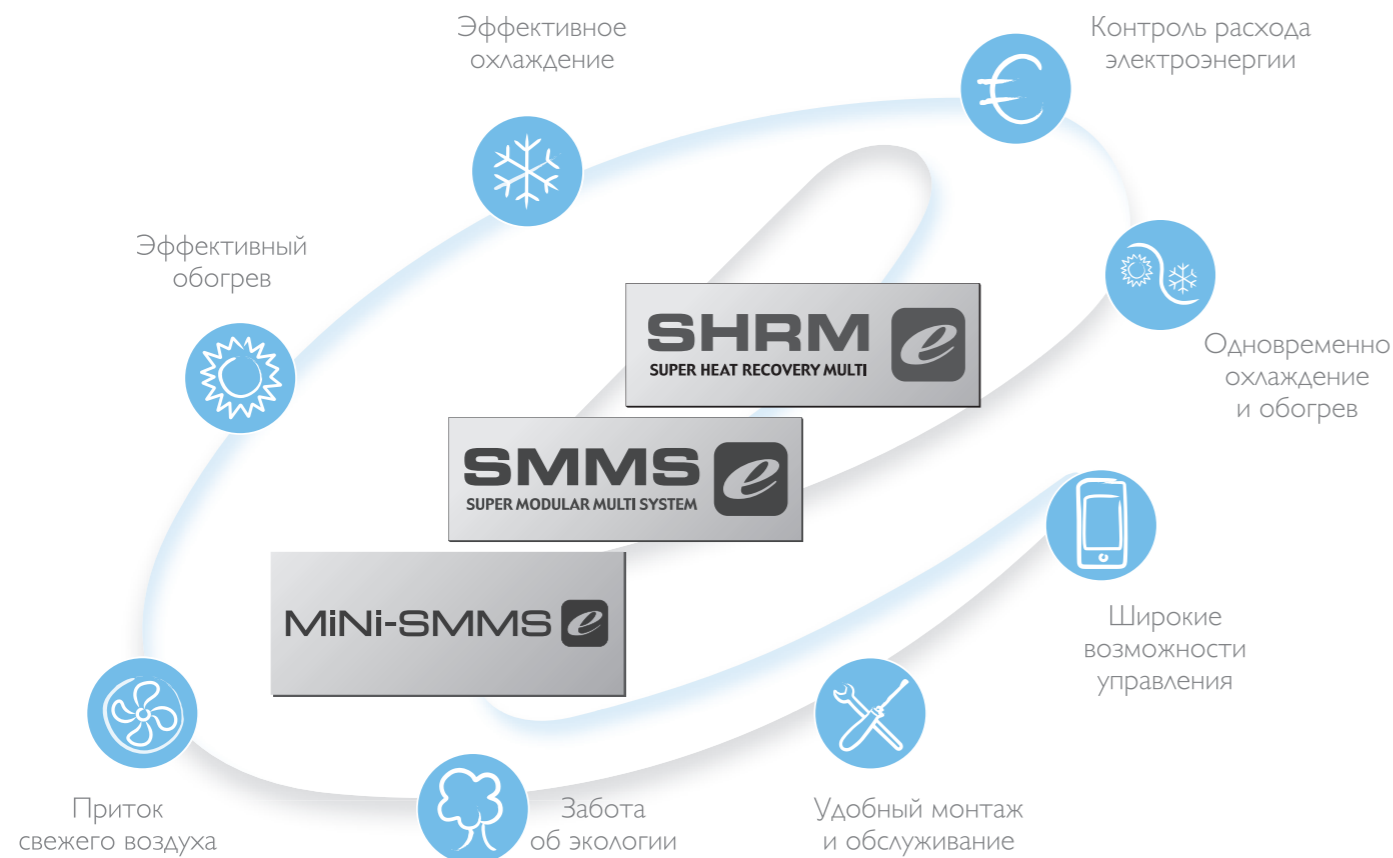 Эффективное
охлаждение
Контроль расхода
электроэнергии
Эффективный
обогрев
SHRM e
SUPER HEAT RECOVERY MULTI
Одновременно
охлаждение
и обогрев
SMMS e
SUPER MODULAR MULTI SYSTEM
MiNi-SMMS e
Широкие
возможности
управления
Приток
свежего воздуха
Забота
об экологии
Удобный монтаж
и обслуживание